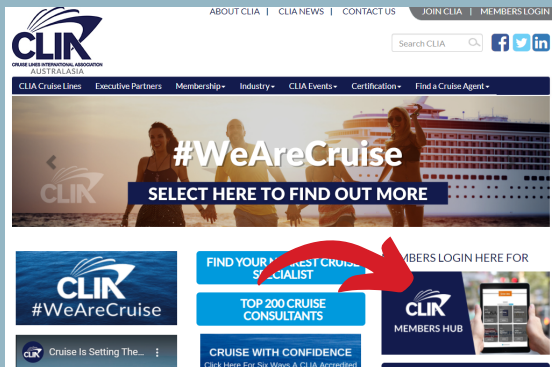 ABOUT CLIA | CLIA NEWS | CONTACT US
JOIN CLIA | MEMBERS LOGIN
CLIA
CRUISE LINES INTERNATIONAL ASSOCIATION
AUSTRALASIA
Search CLIA
CLIA Cruise Lines Executive Partners Membership Industry CLIA Events Certification Find a Cruise Agent
#WeAreCruise
CLIA
SELECT HERE TO FIND OUT MORE
CLIA
#WeAreCruise
FIND YOUR CRUISE
SPECIALIST
TOP 200 CRUISE
CONSULTANTS
LOGIN HERE FOR
CLIA
MEMBERS HUB
CLIA Cruise Is Setting The...
CRUISE WITH CONFIDENCE
Click Here For Six Ways A CLIA Accredited